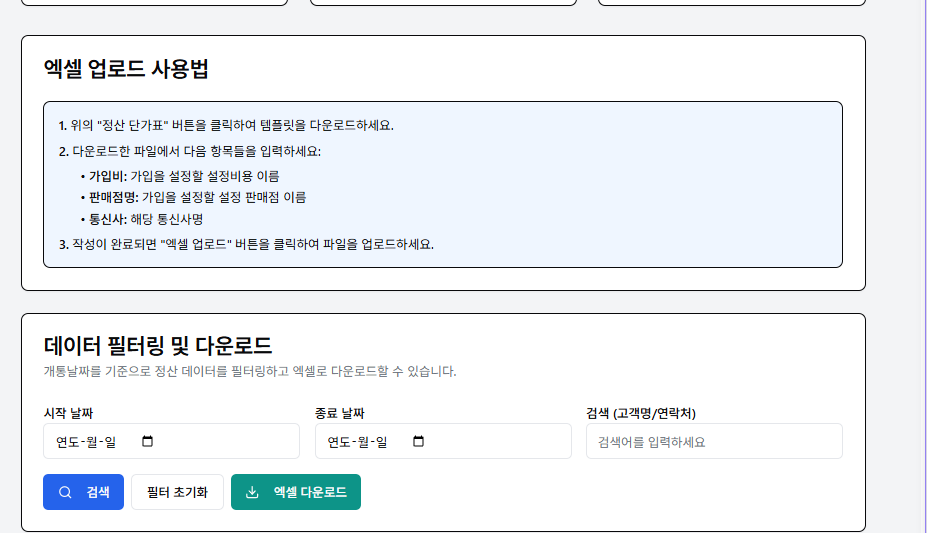 엑셀 업로드 사용법
1. 위의 "정산 단가표" 버튼을 클릭하여 템플릿을 다운로드하세요.
2. 다운로드한 파일에서 다음 항목들을 입력하세요:
• 가입비: 가입을 설정할 설정비용 이름
• 판매점명: 가입을 설정할 설정 판매점 이름
• 통신사: 해당 통신사명
3. 작성이 완료되면 "엑셀 업로드" 버튼을 클릭하여 파일을 업로드하세요.
데이터 필터링 및 다운로드
개통날짜를 기준으로 정산 데이터를 필터링하고 엑셀로 다운로드할 수 있습니다.
시작 날짜 종료 날짜 검색 (고객명/연락처)
연도-월-일 연도-월-일 검색어를 입력하세요
검색 필터 초기화 엑셀 다운로드